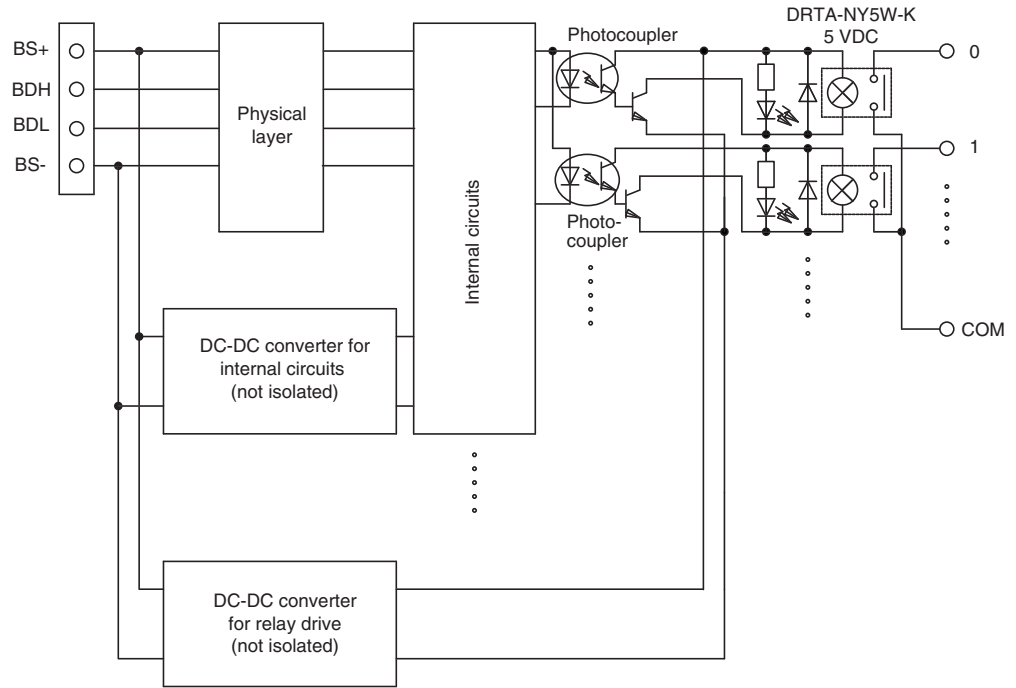 DRTA-NY5W-K
5 VDC
BS+
BDH
BDL
BS-
Physical
layer
Internal circuits
Photocoupler
Photo-
coupler
0
1
COM
DC-DC converter for
internal circuits
(not isolated)
DC-DC converter
for relay drive
(not isolated)